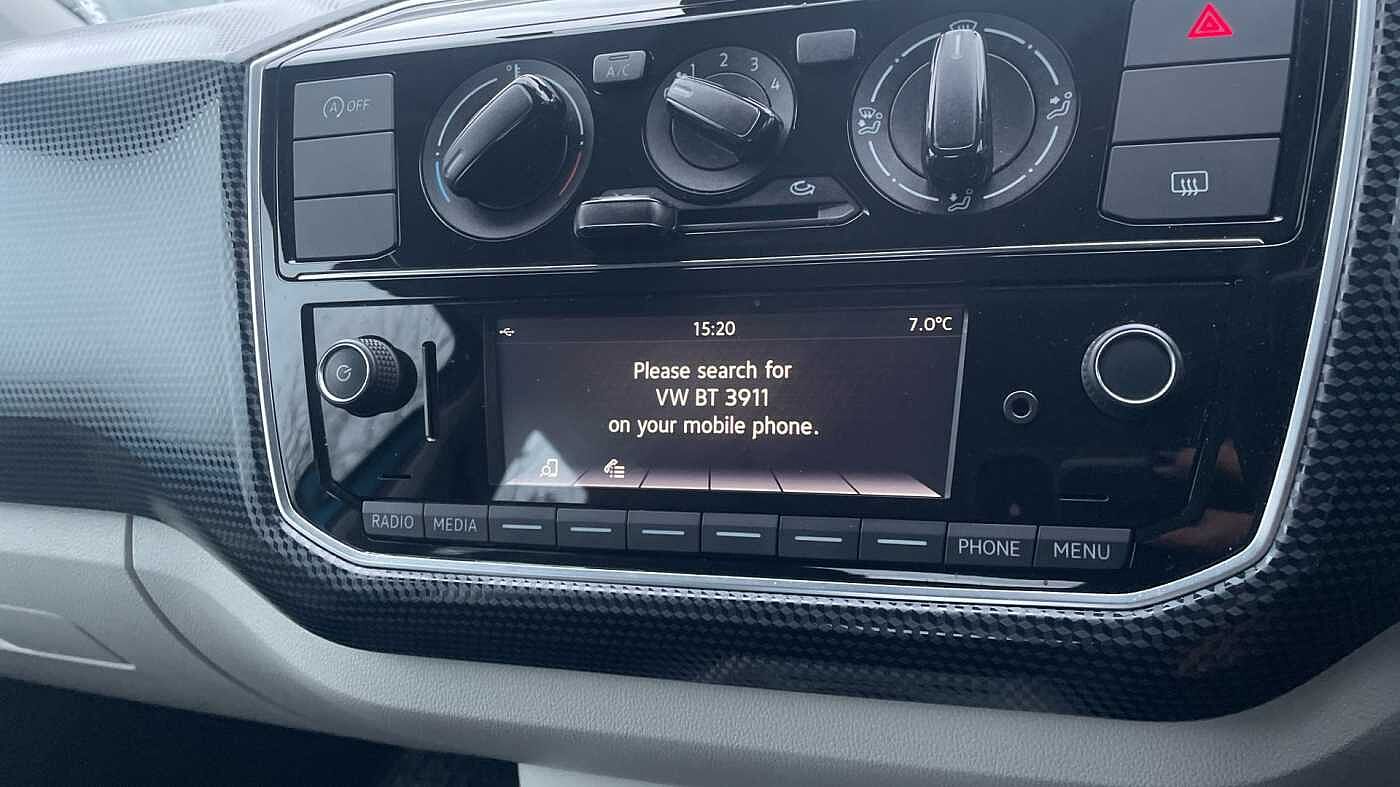 OFF
A/C
1 2 3 4
15:20
7.0°C
Please search for
VW BT 3911
on your mobile phone.
RADIO
MEDIA
PHONE
MENU